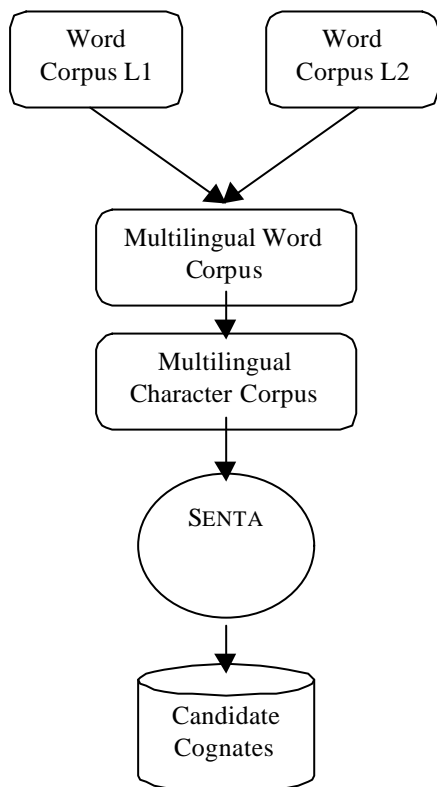 Word
Corpus L1
Word
Corpus L2
Multilingual Word
Corpus
Multilingual
Character Corpus
SENTA
Candidate
Cognates